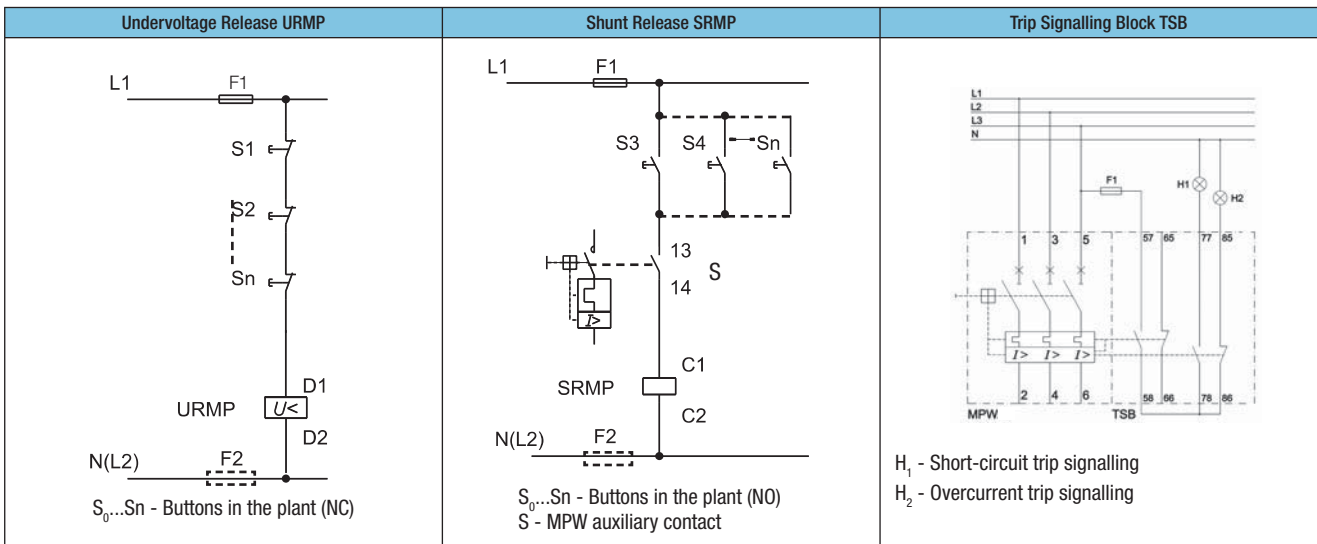 Undervoltage Release URMP
Shunt Release SRMP
Trip Signalling Block TSB
L1
F1
S1
S2
Sn
D1
URMP
U<
D2
N(L2)
F2
S0...Sn - Buttons in the plant (NC)
L1
F1
S3
S4
Sn
13
S
14
I>
C1
SRMP
C2
N(L2)
F2
S0...Sn - Buttons in the plant (NO)
S - MPW auxiliary contact
L1
L2
L3
N
F1
H1
H2
1
3
5
57
65
77
85
I>
I>
I>
2
4
6
58
66
78
86
MPW
TSB
H1 - Short-circuit trip signalling
H2 - Overcurrent trip signalling